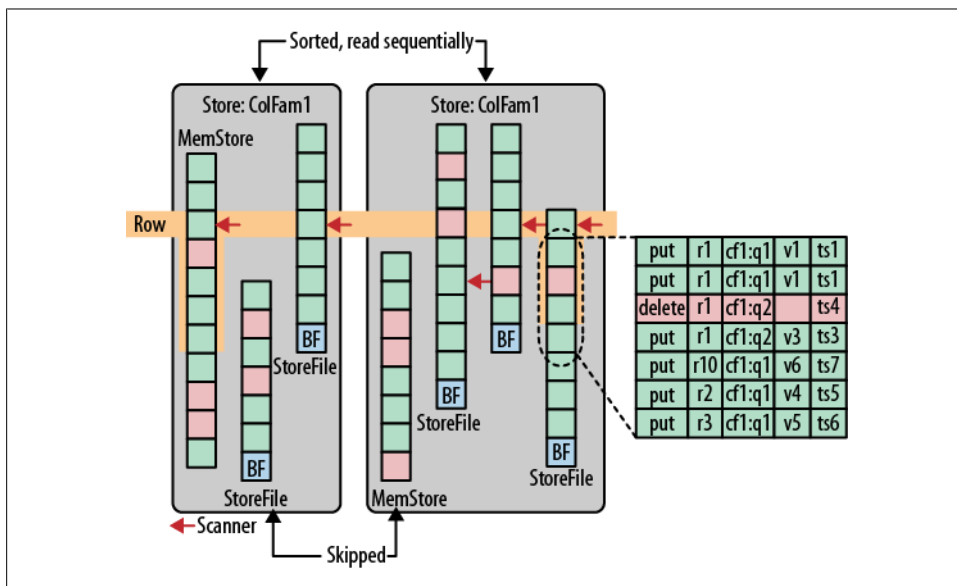 Sorted, read sequentially
Store: ColFam1
Store: ColFam1
MemStore
Row
BF
StoreFile
BF
StoreFile
BF
StoreFile
BF
MemStore
BF
StoreFile
put r1 cf1:q1 v1 ts1
put r1 cf1:q1 v1 ts1
delete r1 cf1:q2 ts4
put r1 cf1:q2 v3 ts3
put r10 cf1:q1 v6 ts7
put r2 cf1:q1 v4 ts5
put r3 cf1:q1 v5 ts6
StoreFile
Scanner
Skipped